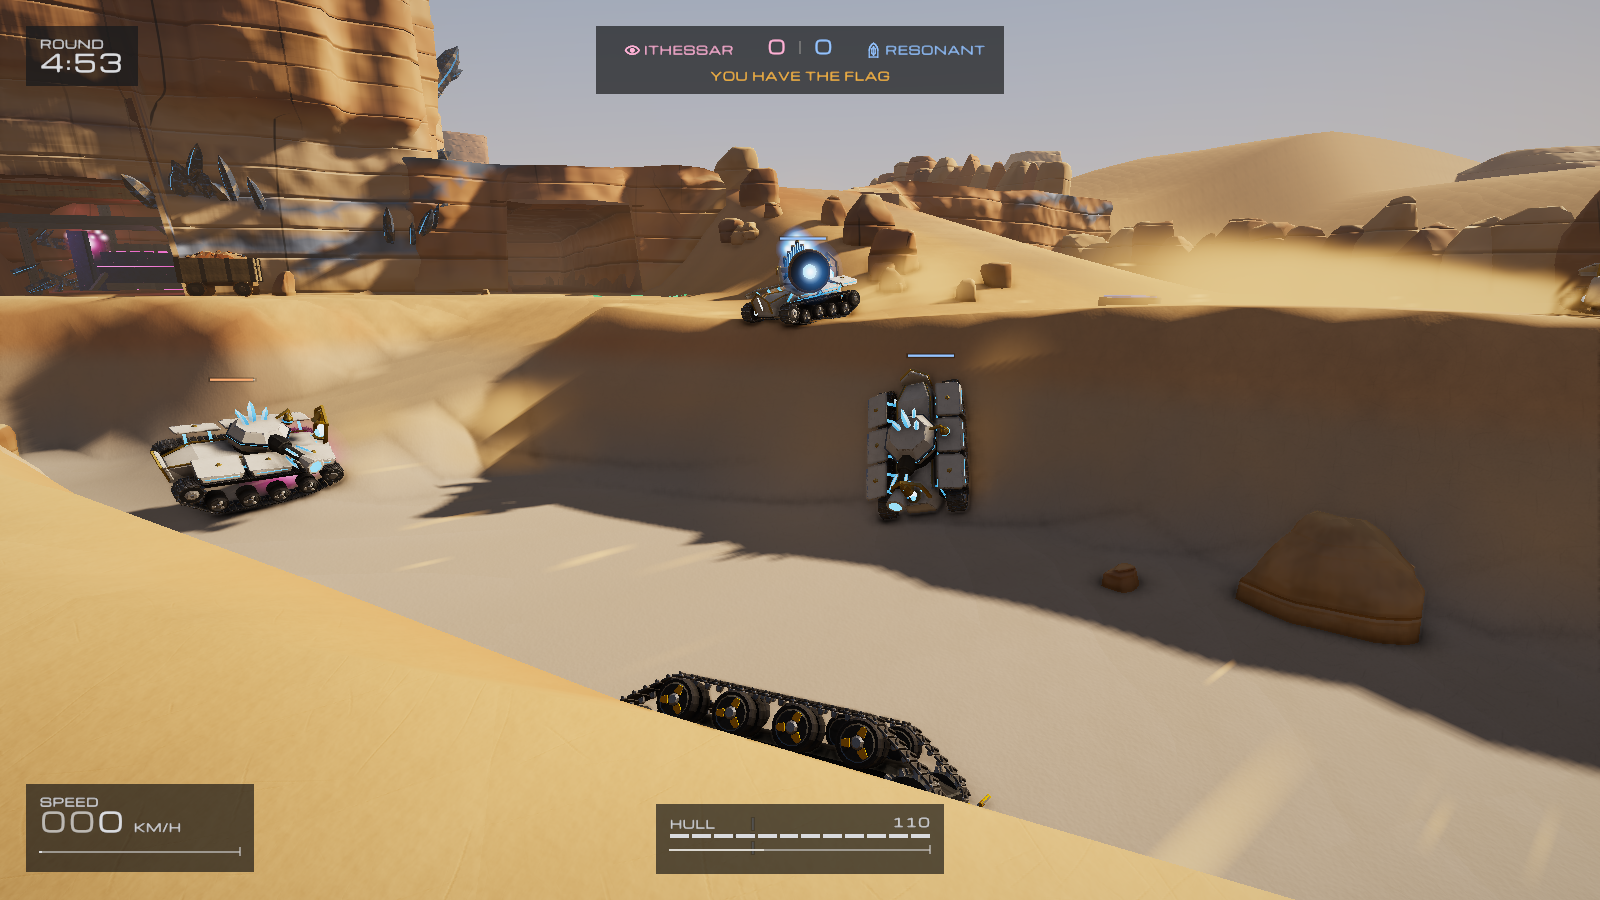 ROUND
4:53
ITHESSAR 0 | 0 RESONANT
YOU HAVE THE FLAG
SPEED
000 KM/H
HULL 110